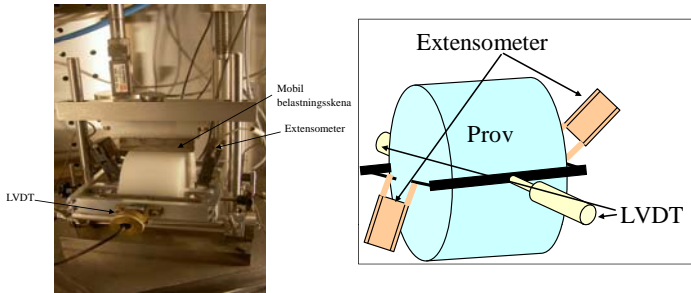 Mobil
belastningsskena
Extensometer
LVDT
Extensometer
Prov
LVDT